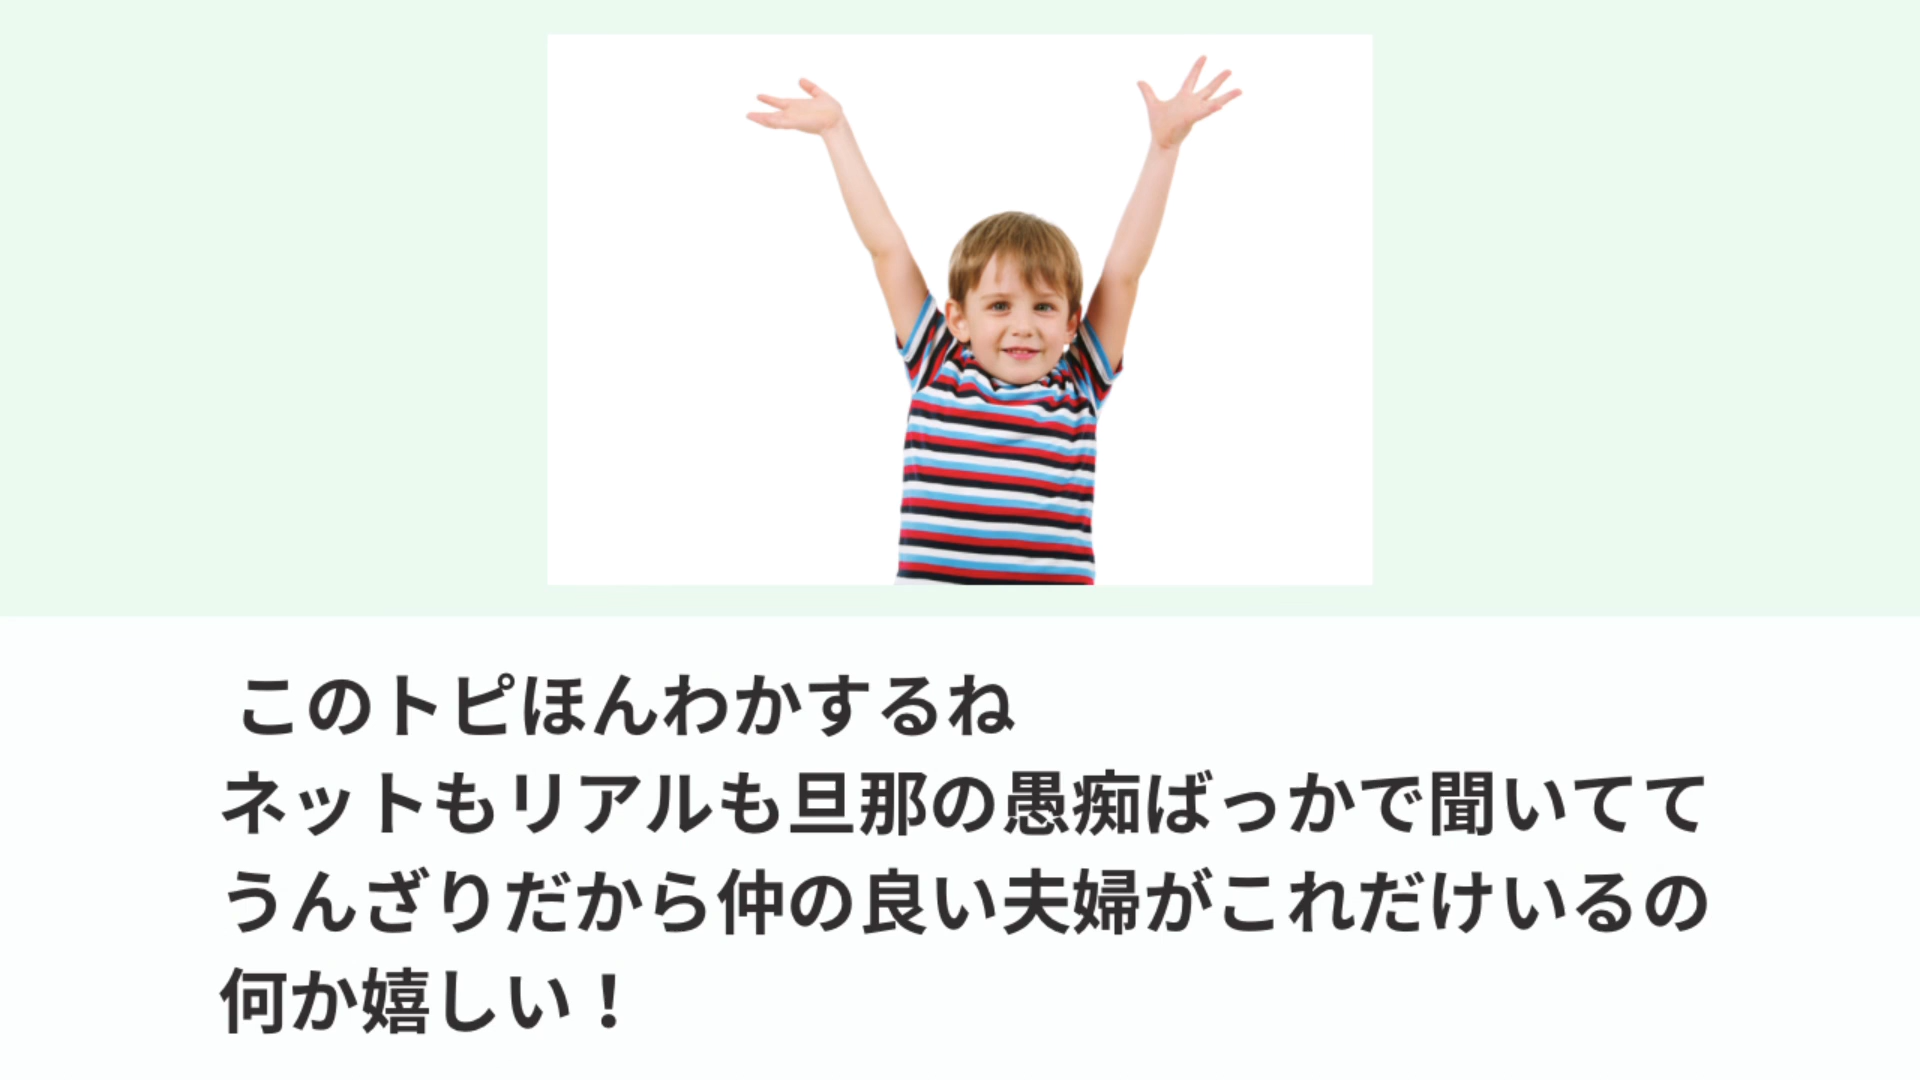 このトピほんわかするね
ネットもリアルも旦那の愚痴ばっかで聞いてて
うんざりだから仲の良い夫婦がこれだけいるの
何か嬉しい！